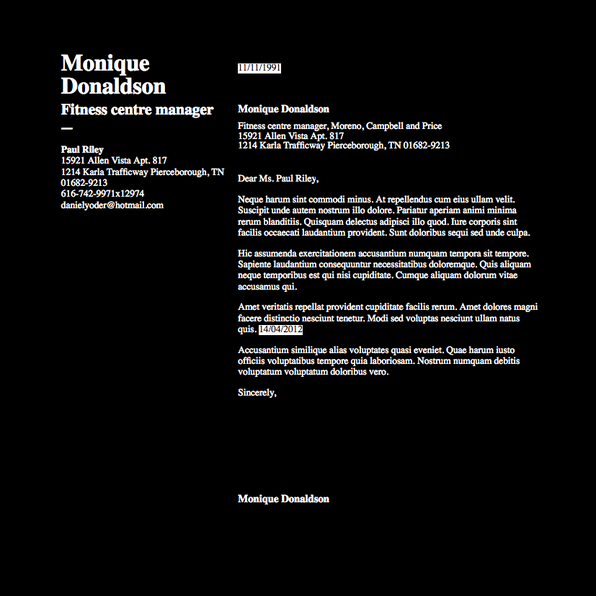 Monique
Donaldson
Fitness centre manager
—
Paul Riley
15921 Allen Vista Apt. 817
1214 Karla Trafficway Pierceborough, TN
01682-9213
616-742-9971x12974
danielyoder@hotmail.com
11/11/1991
Monique Donaldson
Fitness centre manager, Moreno, Campbell and Price
15921 Allen Vista Apt. 817
1214 Karla Trafficway Pierceborough, TN 01682-9213
Dear Ms. Paul Riley,
Neque harum sint commodi minus. At repellendus cum eius ullam velit.
Suscipit unde autem nostrum illo dolore. Pariatur aperiam animi minima
rerum blanditiis. Quisquam delectus adipisci illo quod. Iure corporis sint
facilis occaecati laudantium provident. Sunt doloribus sequi sed unde culpa.
Hic assumenda exercitationem accusantium numquam tempora sit tempore.
Sapiente laudantium consequuntur necessitatibus doloremque. Quis aliquam
neque temporibus est qui nisi cupiditate. Cumque aliquam dolorum vitae
accusamus qui.
Amet veritatis repellat provident cupiditate facilis rerum. Amet dolores magni
facere distinctio nesciunt tenetur. Modi sed voluptas nesciunt ullam natus
quis. 14/04/2012
Accusantium similique alias voluptates quasi eveniet. Quae harum iusto
officiis voluptatibus tempore quia laboriosam. Nostrum numquam debitis
voluptatum voluptatum doloribus vero.
Sincerely,
Monique Donaldson